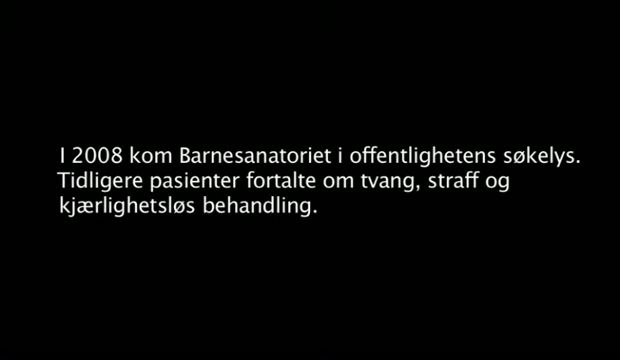 I 2008 kom Barnesanatoriet i offentlighetens søkelys.
Tidligere pasienter fortalte om tvang, straff og
kjærlighetsløs behandling.